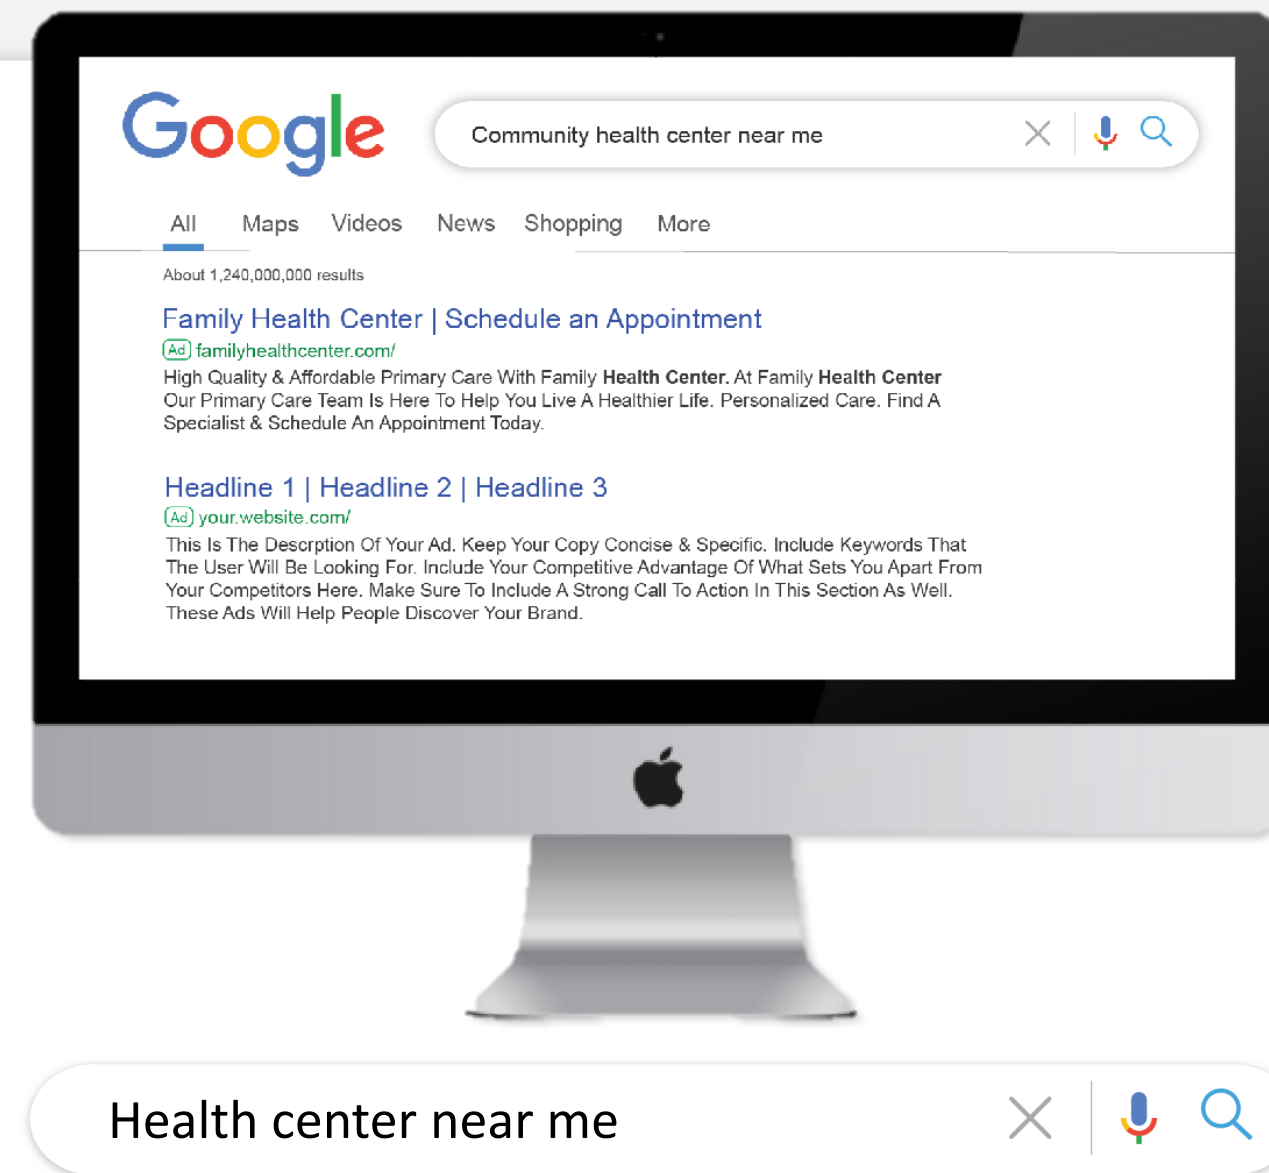 Google
Community health center near me
All Maps Videos News Shopping More
About 1,240,000,000 results
Family Health Center | Schedule an Appointment
Ad familyhealthcenter.com/
High Quality & Affordable Primary Care With Family Health Center. At Family Health Center
Our Primary Care Team Is Here To Help You Live A Healthier Life. Personalized Care. Find A
Specialist & Schedule An Appointment Today.
Headline 1 | Headline 2 | Headline 3
Ad your.website.com/
This Is The Descrption Of Your Ad. Keep Your Copy Concise & Specific. Include Keywords That
The User Will Be Looking For. Include Your Competitive Advantage Of What Sets You Apart From
Your Competitors Here. Make Sure To Include A Strong Call To Action In This Section As Well.
These Ads Will Help People Discover Your Brand.
Health center near me